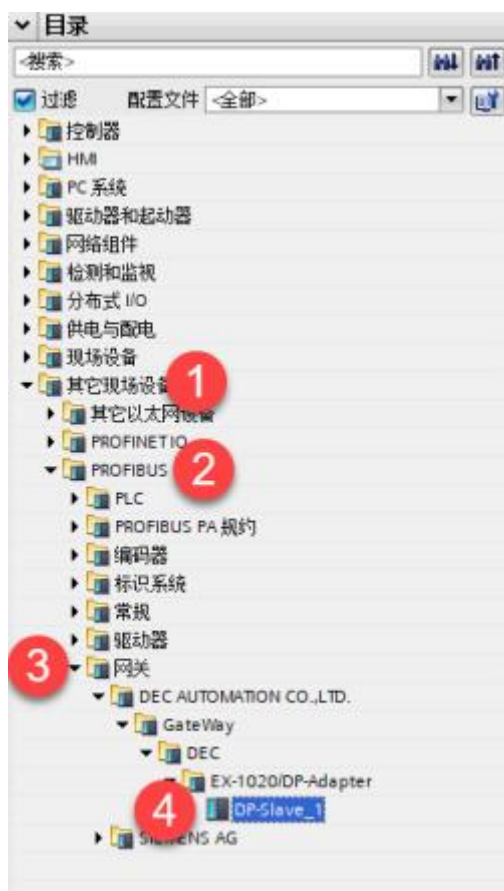 目录
<搜索>
过滤 配置文件 <全部>
控制器
HMI
PC 系统
驱动器和起动器
网络组件
检测和监视
分布式 I/O
供电与配电
现场设备
其它现场设备
1
其它以太网设备
PROFINET IO
PROFIBUS
2
PLC
PROFIBUS PA 规约
编码器
标识系统
常规
驱动器
3
网关
DEC AUTOMATION CO.,LTD.
GateWay
DEC
EX-1020/DP-Adapter
4
DP-Slave_1
SIEMENS AG